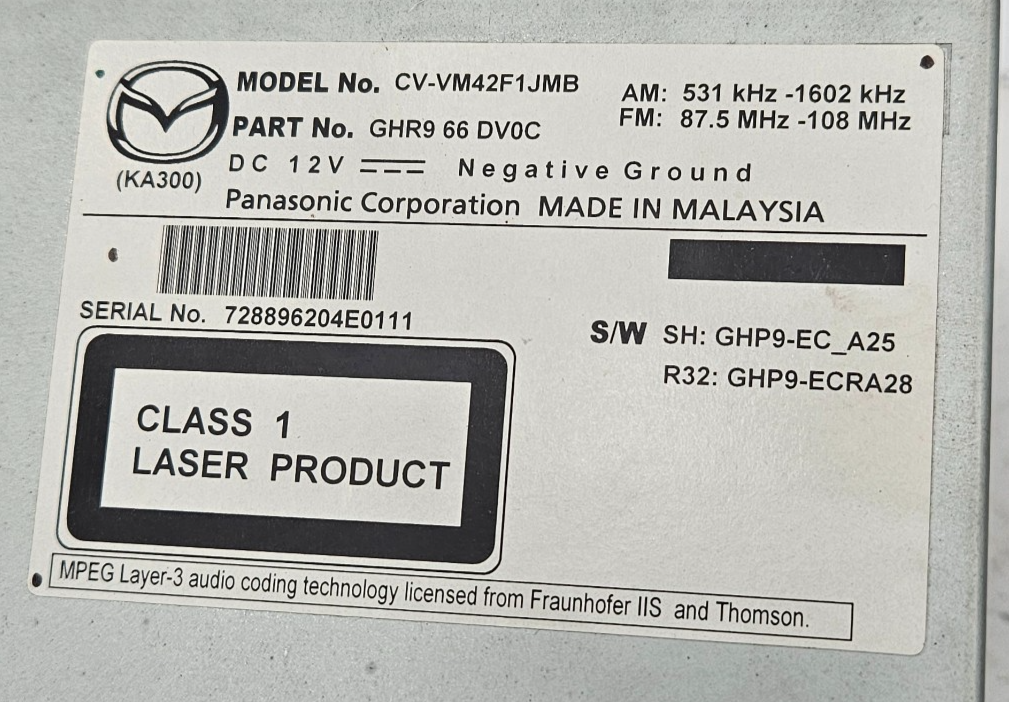 MODEL No. CV-VM42F1JMB
AM: 531 kHz -1602 kHz
PART No. GHR9 66 DV0C
FM: 87.5 MHz -108 MHz
DC 12V Negative Ground
(KA300)
Panasonic Corporation MADE IN MALAYSIA
SERIAL No. 728896204E0111
S/W SH: GHP9-EC_A25
R32: GHP9-ECRA28
CLASS 1
LASER PRODUCT
MPEG Layer-3 audio coding technology licensed from Fraunhofer IIS and Thomson.